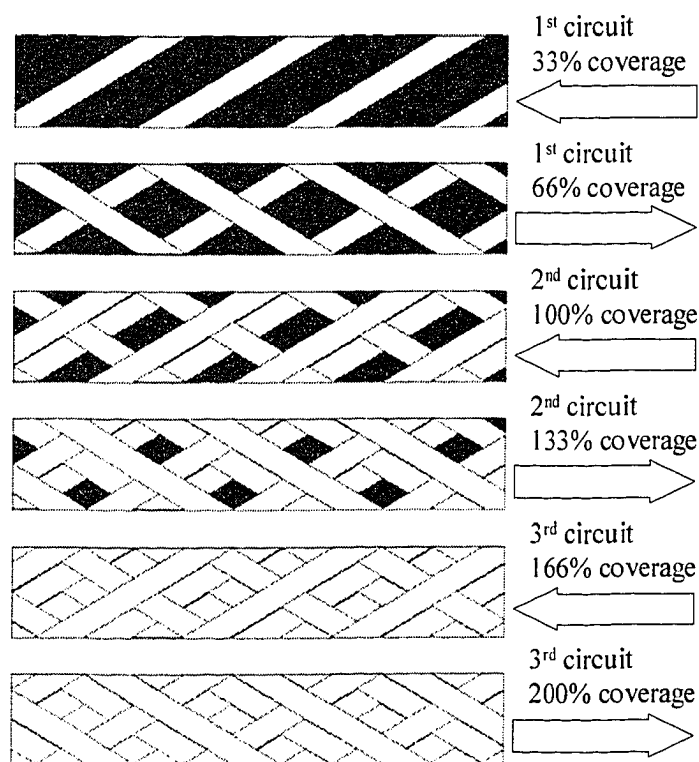 1st circuit
33% coverage
1st circuit
66% coverage
2nd circuit
100% coverage
2nd circuit
133% coverage
3rd circuit
166% coverage
3rd circuit
200% coverage